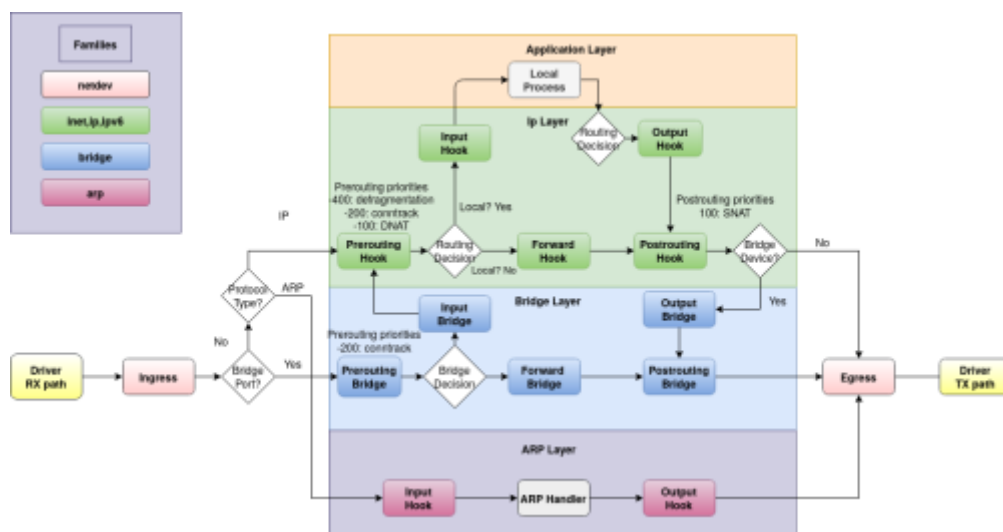 Families
netdev
inet,ip,ipv6
bridge
arp
Application Layer
Local
Process
Ip Layer
Input
Hook
Routing
Decision
Output
Hook
Prerouting priorities
-400: defragmentation
-200: conntrack
-100: DNAT
Local? Yes
Postrouting priorities
100: SNAT
IP
Prerouting
Hook
Routing
Decision
Local? No
Forward
Hook
Postrouting
Hook
Bridge
Device?
No
Yes
Protocol
Type?
ARP
Bridge Layer
Input
Bridge
Output
Bridge
No
Prerouting priorities
-200: conntrack
Driver
RX path
Ingress
Bridge
Port?
Yes
Prerouting
Bridge
Bridge
Decision
Forward
Bridge
Postrouting
Bridge
Egress
Driver
TX path
ARP Layer
Input
Hook
ARP Handler
Output
Hook